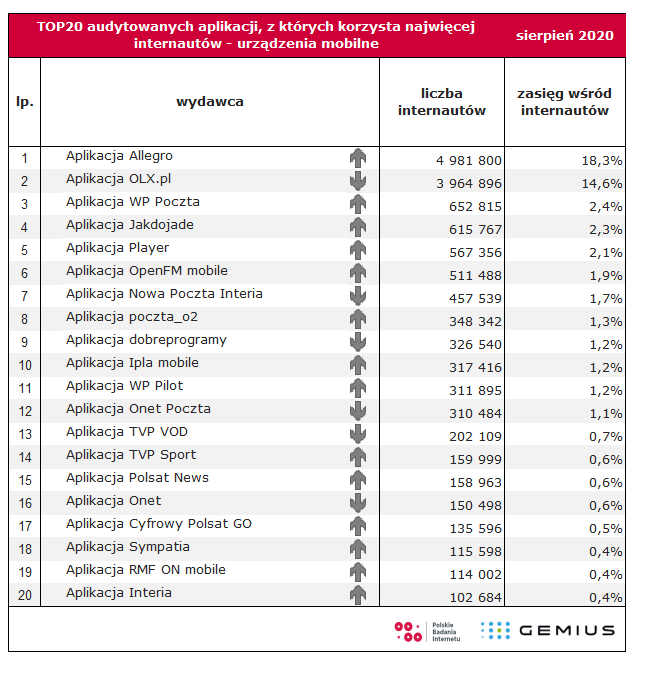 TOP20 audytowanych aplikacji, z których korzysta najwięcej
internautów - urządzenia mobilne
sierpień 2020
lp.
wydawca
liczba
internautów
zasięg wśród
internautów
1 Aplikacja Allegro 4 981 800 18,3%
2 Aplikacja OLX.pl 3 964 896 14,6%
3 Aplikacja WP Poczta 652 815 2,4%
4 Aplikacja Jakdojade 615 767 2,3%
5 Aplikacja Player 567 356 2,1%
6 Aplikacja OpenFM mobile 511 488 1,9%
7 Aplikacja Nowa Poczta Interia 457 539 1,7%
8 Aplikacja poczta_o2 348 342 1,3%
9 Aplikacja dobreprogramy 326 540 1,2%
10 Aplikacja Ipla mobile 317 416 1,2%
11 Aplikacja WP Pilot 311 895 1,2%
12 Aplikacja Onet Poczta 310 484 1,1%
13 Aplikacja TVP VOD 202 109 0,7%
14 Aplikacja TVP Sport 159 999 0,6%
15 Aplikacja Polsat News 158 963 0,6%
16 Aplikacja Onet 150 498 0,6%
17 Aplikacja Cyfrowy Polsat GO 135 596 0,5%
18 Aplikacja Sympatia 115 598 0,4%
19 Aplikacja RMF ON mobile 114 002 0,4%
20 Aplikacja Interia 102 684 0,4%
Polskie
Badania
Internetu
GEMIUS